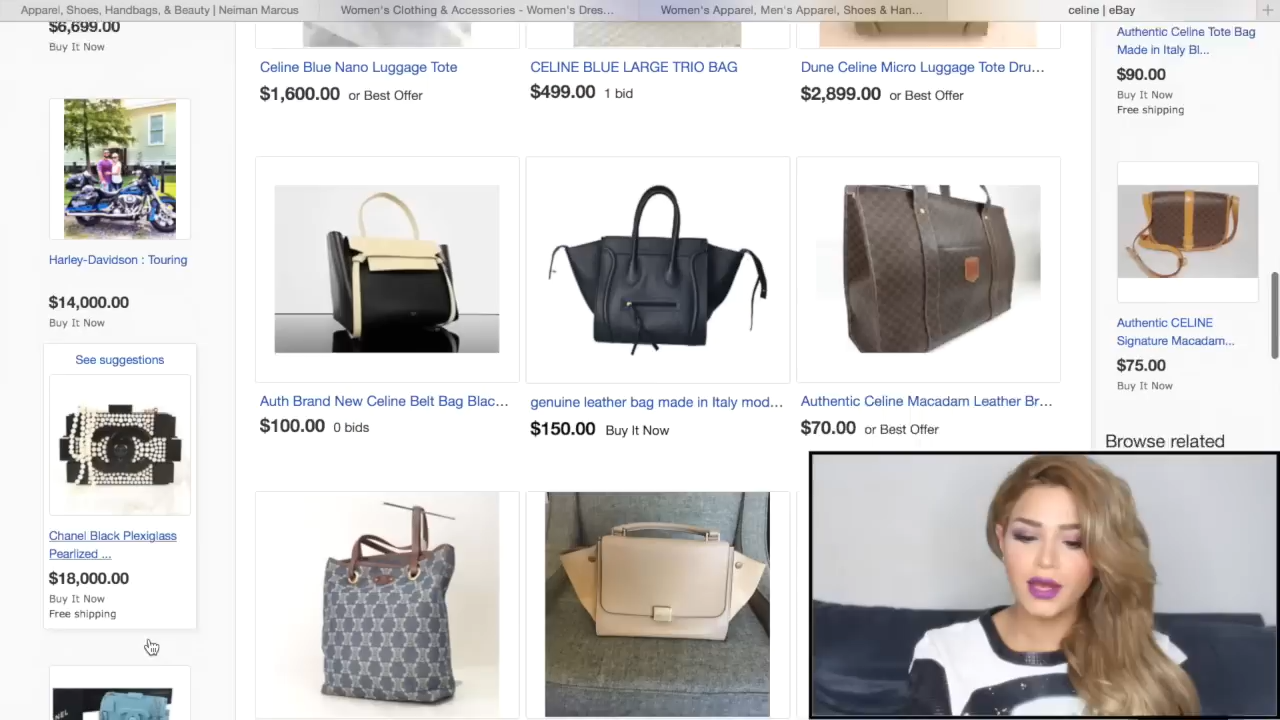 Apparel, Shoes, Handbags, & Beauty | Neiman Marcus
Women's Clothing & Accessories - Women's Dres...
Women's Apparel, Men's Apparel, Shoes & Han...
celine | eBay
$6,699.00
Buy It Now
Harley-Davidson : Touring
$14,000.00
Buy It Now
See suggestions
Chanel Black Plexiglass
Pearlized ...
$18,000.00
Buy It Now
Free shipping
Celine Blue Nano Luggage Tote
$1,600.00 or Best Offer
CELINE BLUE LARGE TRIO BAG
$499.00 1 bid
Dune Celine Micro Luggage Tote Dru...
$2,899.00 or Best Offer
Auth Brand New Celine Belt Bag Blac...
$100.00 0 bids
genuine leather bag made in Italy mod...
$150.00 Buy It Now
Authentic Celine Macadam Leather Br...
$70.00 or Best Offer
Authentic Celine Tote Bag
Made in Italy Bl...
$90.00
Buy It Now
Free shipping
Authentic CELINE
Signature Macadam...
$75.00
Buy It Now
Browse related